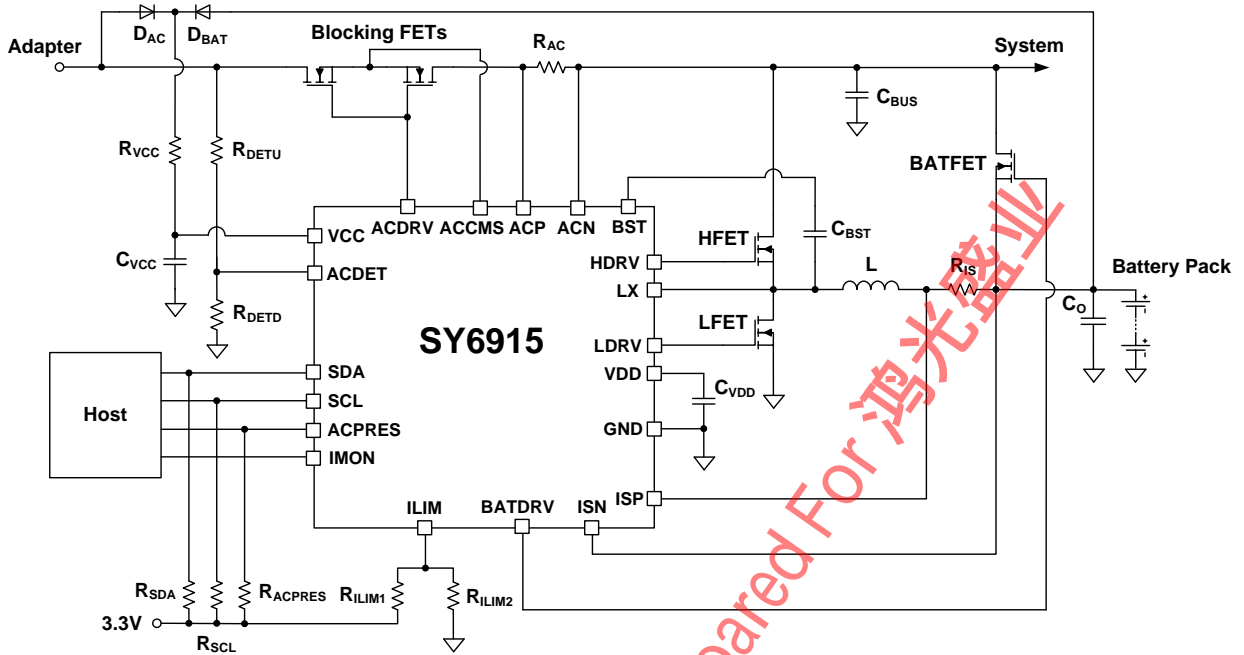 DAC
DBAT
Adapter
Blocking FETs
RAC
System
CBUS
RVCC
RDETU
BATFET
ACDRV
ACCMS
ACP
ACN
BST
VCC
CVCC
ACDET
HDRV
HFET
CBST
LX
L
RIS
Battery Pack
CO
RDETD
LFET
SY6915
LDRV
VDD
CVDD
SDA
SCL
Host
ACPRES
IMON
GND
ISP
ILIM
BATDRV
ISN
RSDA
RACPRES
RILIM1
RILIM2
3.3V
RSCL
pared For 鸿光盛业